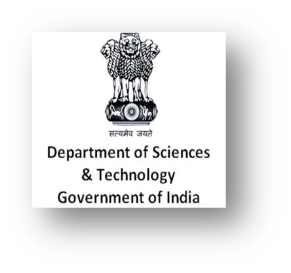 सत्यमेव जयते
Department of Sciences
& Technology
Government of India